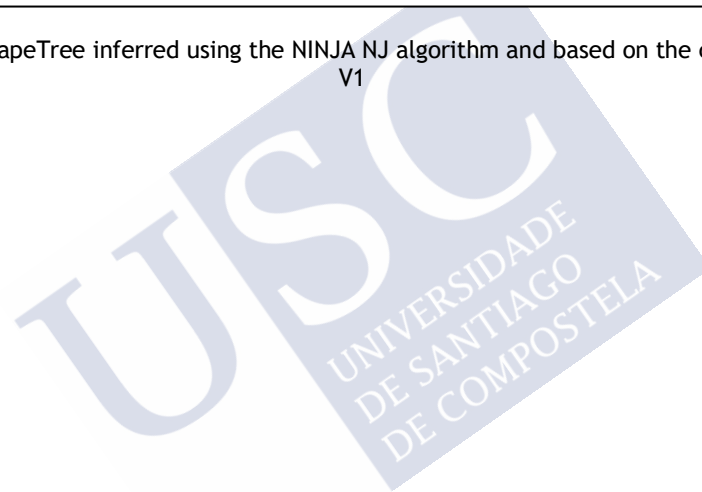 apeTree inferred using the NINJA NJ algorithm and based on the
V1
USC
UNIVERSIDADE
DE SANTIAGO
DE COMPOSTELA